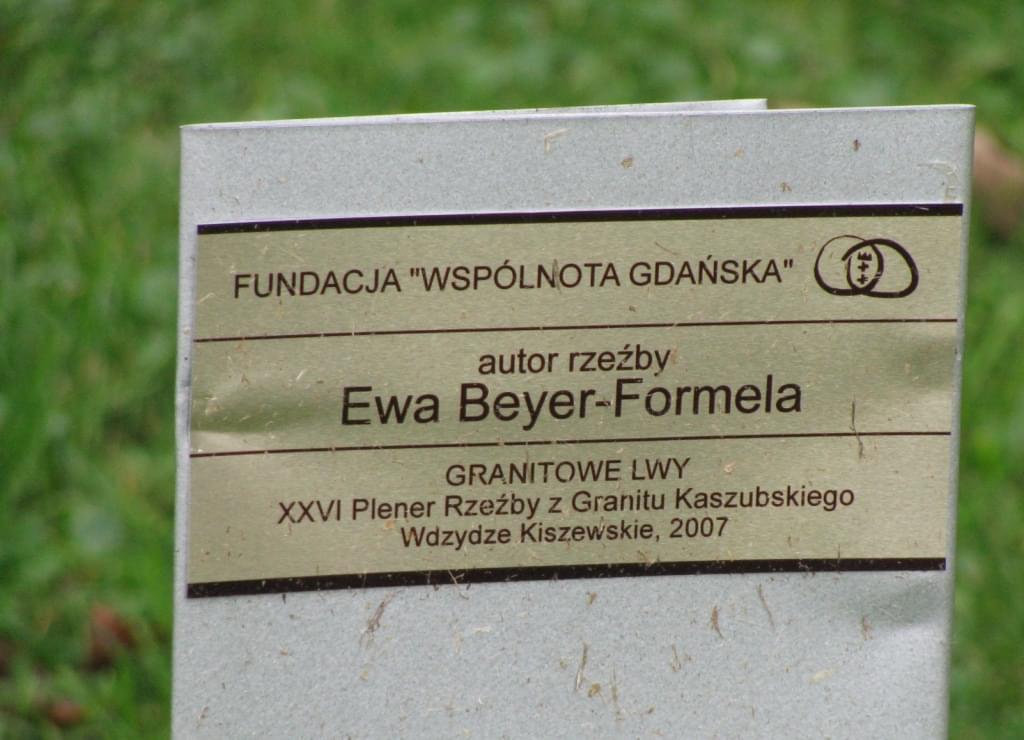 FUNDACJA "WSPÓLNOTA GDAŃSKA"
autor rzeźby
Ewa Beyer-Formela
GRANITOWE LWY
XXVI Plener Rzeźby z Granitu Kaszubskiego
Wdzydze Kiszewskie, 2007